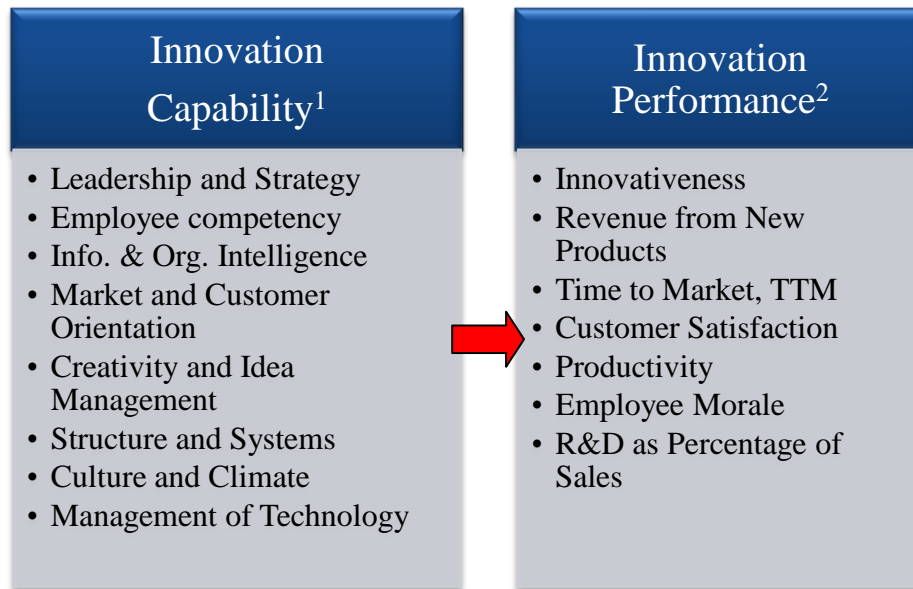 Innovation
Capability¹
• Leadership and Strategy
• Employee competency
• Info. & Org. Intelligence
• Market and Customer
Orientation
• Creativity and Idea
Management
• Structure and Systems
• Culture and Climate
• Management of Technology
Innovation
Performance²
• Innovativeness
• Revenue from New
Products
• Time to Market, TTM
• Customer Satisfaction
• Productivity
• Employee Morale
• R&D as Percentage of
Sales